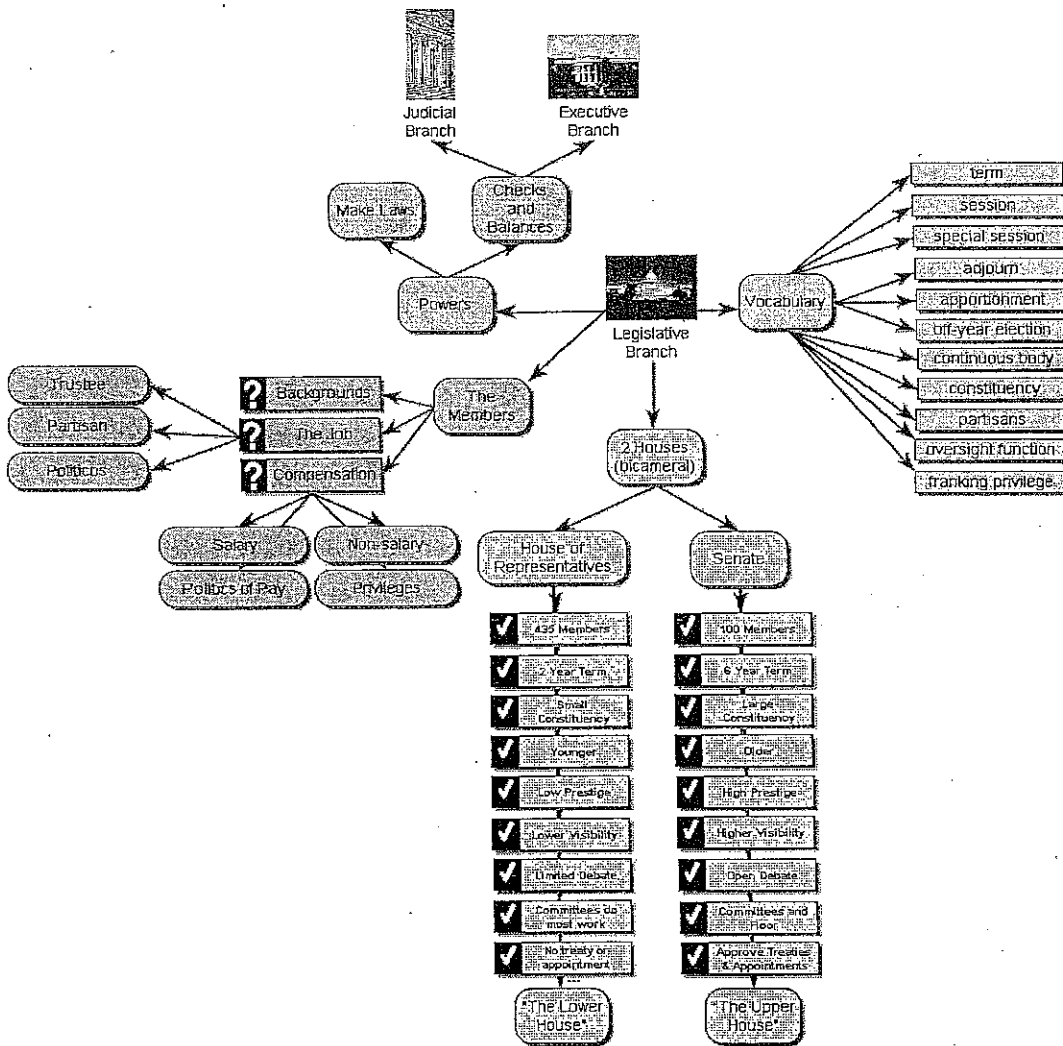 Judicial
Branch
Executive
Branch
Make Laws
Checks
and
Balances
Powers
Legislative
Branch
Vocabulary
term
session
special session
adjourn
apportionment
off-year election
continuous body
constituency
partisans
oversight function
franking privilege
The
Members
? Backgrounds
? The Job
? Compensation
Trustee
Partisan
Politicos
Salary
Non-salary
Politics of Pay
Privileges
2 Houses
(bicameral)
House of
Representatives
Senate
435 Members
2 Year Term
Small
Constituency
Younger
Low Prestige
Lower Visibility
Limited Debate
Committees do
most work
No treaty or
appointment
"The Lower
House"
100 Members
6 Year Term
Large
Constituency
Older
High Prestige
Higher Visibility
Open Debate
Committees and
Floor
Approve Treaties
& Appointments
"The Upper
House"